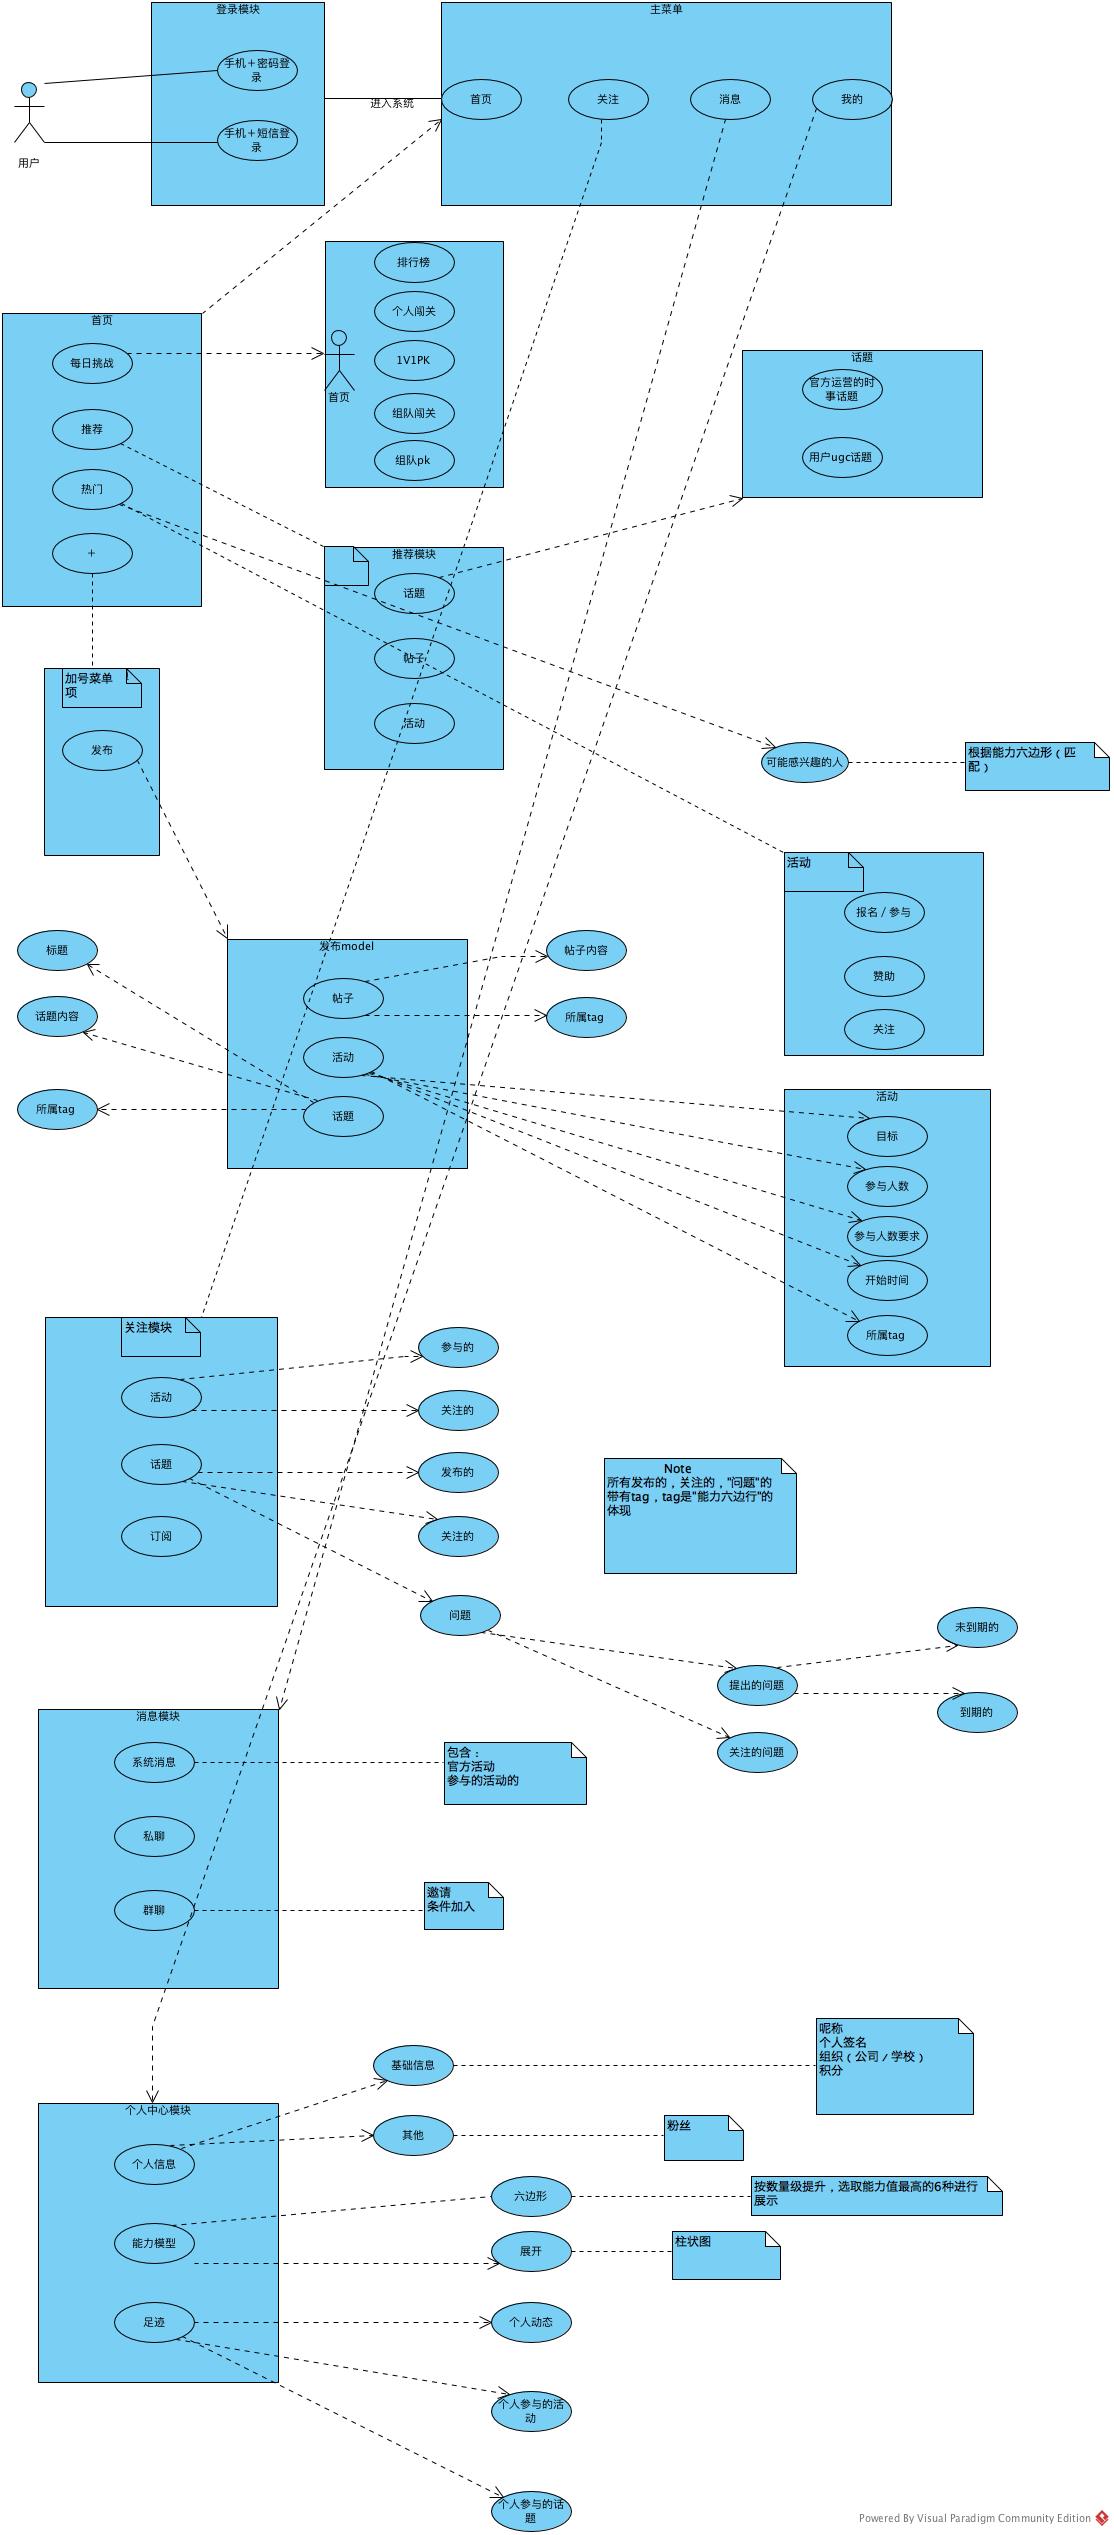 登录模块
手机+密码登
录
手机+短信登
录
用户
进入系统
主菜单
首页
关注
消息
我的
首页
每日挑战
推荐
热门
+
排行榜
个人闯关
1V1PK
组队闯关
组队pk
首页
话题
官方运营的时
事话题
用户ugc话题
推荐模块
话题
帖子
活动
加号菜单
项
发布
可能感兴趣的人
根据能力六边形（匹
配）
活动
报名／参与
赞助
关注
发布model
帖子
活动
话题
标题
话题内容
所属tag
帖子内容
所属tag
活动
目标
参与人数
参与人数要求
开始时间
所属tag
关注模块
活动
话题
订阅
参与的
关注的
发布的
关注的
问题
Note
所有发布的，关注的，"问题"的
带有tag，tag是"能力六边行"的
体现
提出的问题
关注的问题
未到期的
到期的
消息模块
系统消息
私聊
群聊
包含：
官方活动
参与的活动的
邀请
条件加入
个人中心模块
个人信息
能力模型
足迹
基础信息
其他
呢称
个人签名
组织（公司／学校）
积分
粉丝
六边形
展开
按数量级提升，选取能力值最高的6种进行
展示
柱状图
个人动态
个人参与的活
动
个人参与的话
题
Powered By Visual Paradigm Community Edition